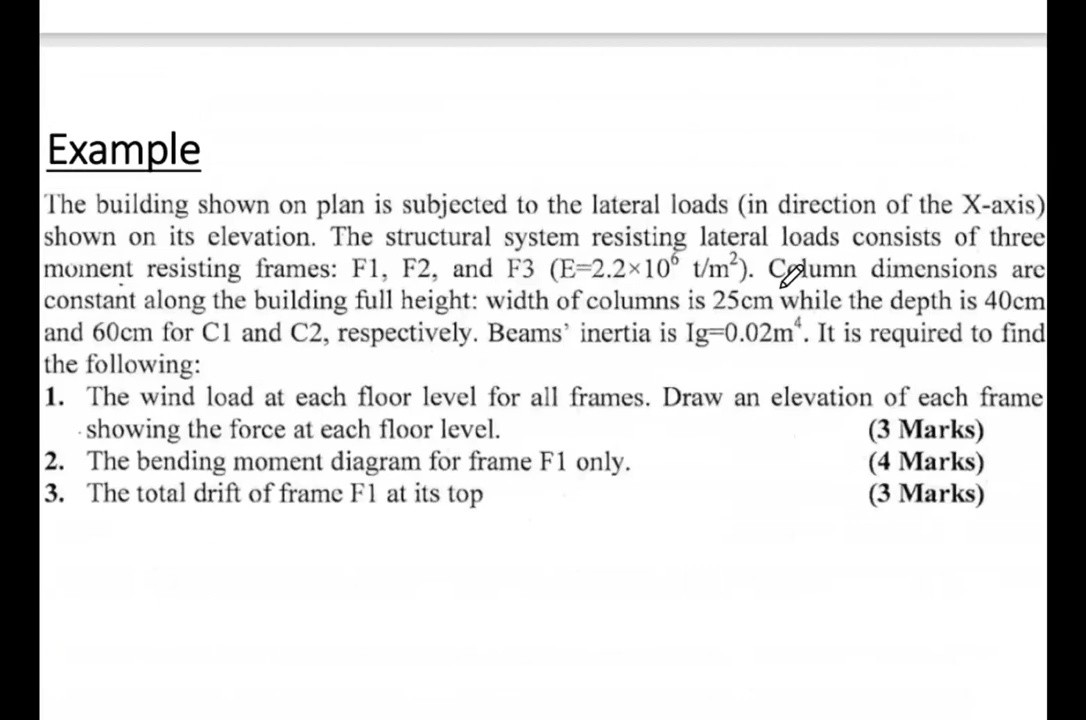 Example
The building shown on plan is subjected to the lateral loads (in direction of the X-axis)
shown on its elevation. The structural system resisting lateral loads consists of three
moment resisting frames: F1, F2, and F3 (E=2.2×10⁶ t/m²). Column dimensions are
constant along the building full height: width of columns is 25cm while the depth is 40cm
and 60cm for C1 and C2, respectively. Beams’ inertia is Ig=0.02m⁴. It is required to find
the following:
1. The wind load at each floor level for all frames. Draw an elevation of each frame
showing the force at each floor level. (3 Marks)
2. The bending moment diagram for frame F1 only. (4 Marks)
3. The total drift of frame F1 at its top (3 Marks)